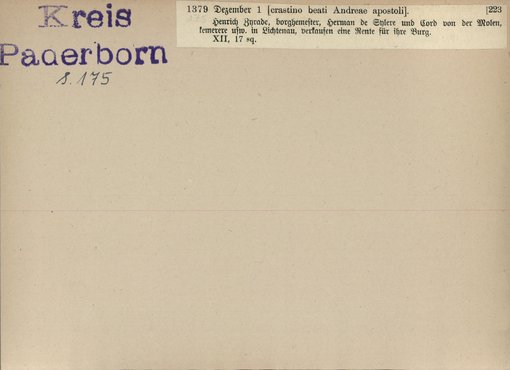 Kreis
Paderborn
S. 175
1379 Dezember 1 [crastino beati Andreae apostoli]. [223
Henrich Zyrade, borghemester, Herman de Sylere und Cord von der Molen,
kemerere usw. in Lichtenau, verkaufen eine Rente für ihre Burg.
XII, 17 sq.